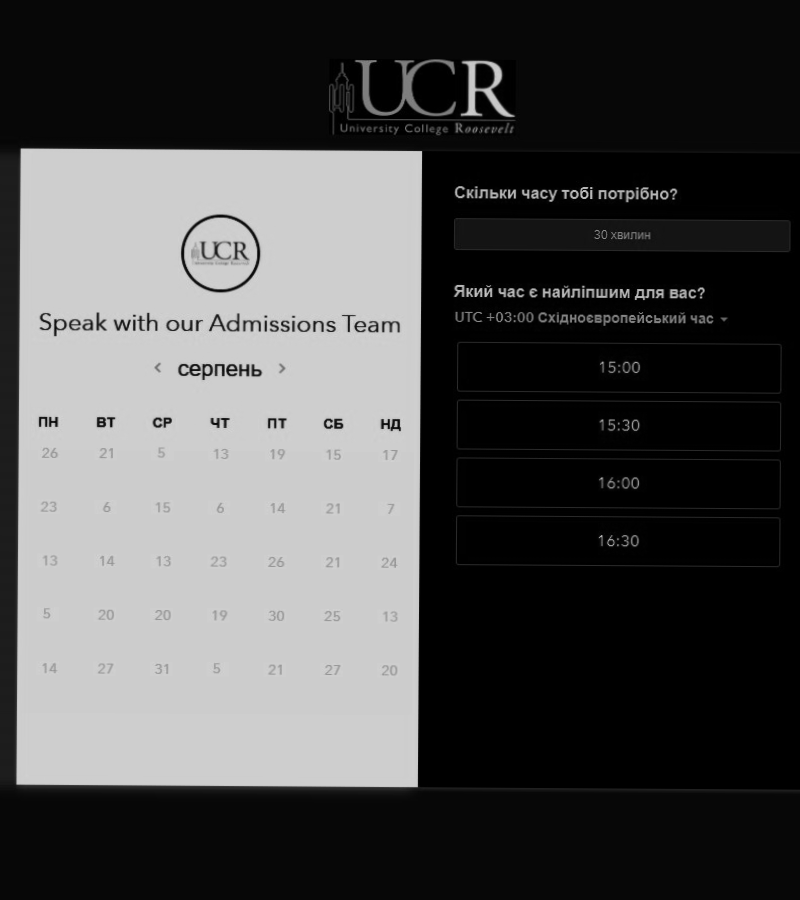 UCR
University College Roosevelt
UCR
Speak with our Admissions Team
< серпень >
ПН ВТ СР ЧТ ПТ СБ НД
26 21 5 13 19 15 17
23 6 15 6 14 21 7
13 14 13 23 26 21 24
5 20 20 19 30 25 13
14 27 31 5 21 27 20
Скільки часу тобі потрібно?
30 хвилин
Який час є найліпшим для вас?
UTC +03:00 Східноєвропейський час
15:00
15:30
16:00
16:30